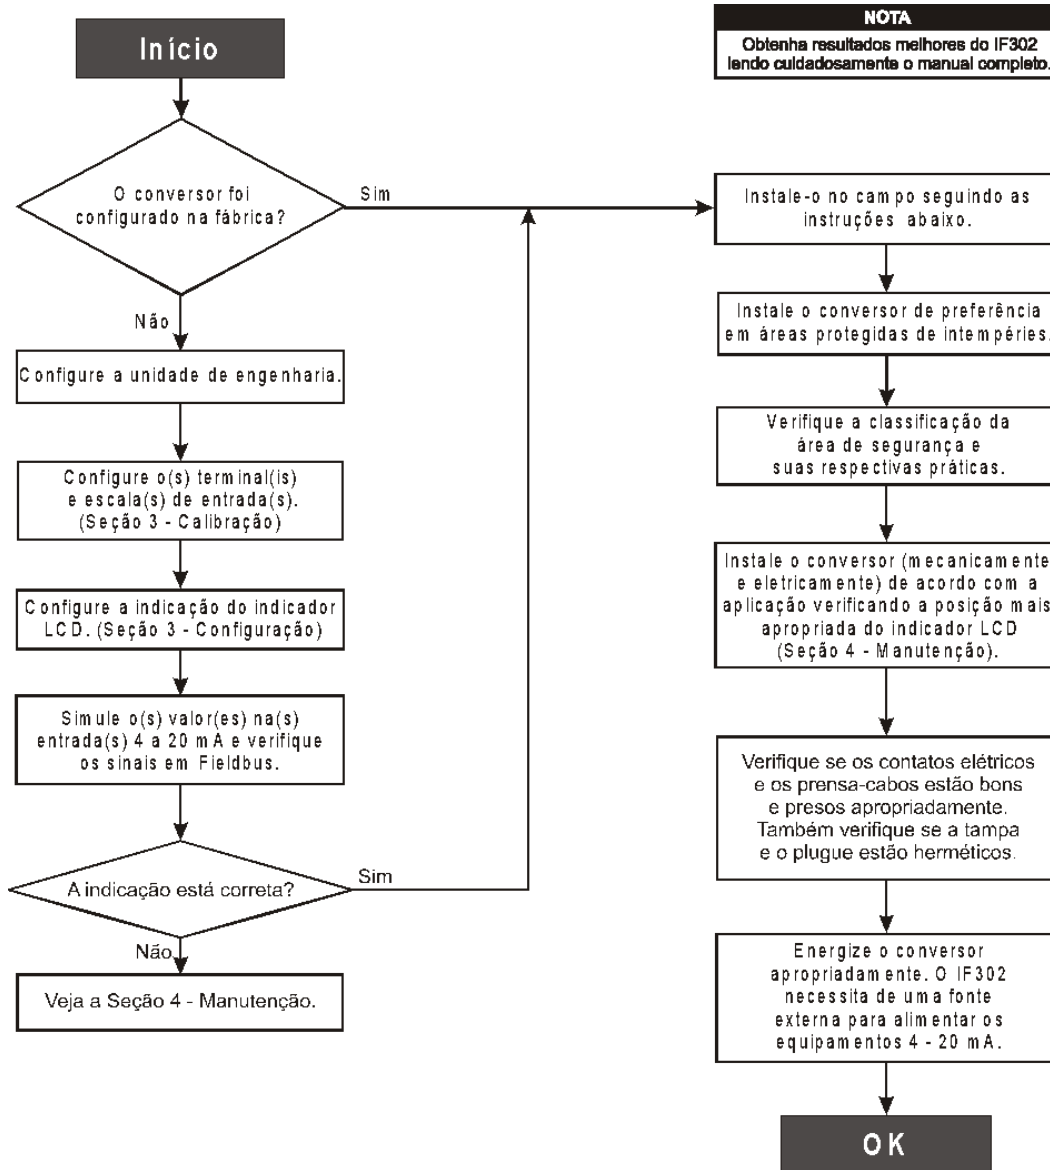 Início
O conversor foi
configurado na fábrica?
Sim
Não
Configure a unidade de engenharia.
Configure o(s) terminal(is)
e escala(s) de entrada(s).
(Seção 3 - Calibração)
Configure a indicação do indicador
LCD. (Seção 3 - Configuração)
Simule o(s) valor(es) na(s)
entrada(s) 4 a 20 mA e verifique
os sinais em Fieldbus.
A indicação está correta?
Sim
Não
Veja a Seção 4 - Manutenção.
NOTA
Obtenha resultados melhores do IF302
lendo cuidadosamente o manual completo.
Instale-o no campo seguindo as
instruções abaixo.
Instale o conversor de preferência
em áreas protegidas de intempéries.
Verifique a classificação da
área de segurança e
suas respectivas práticas.
Instale o conversor (mecanicamente
e eletricamente) de acordo com a
aplicação verificando a posição mais
apropriada do indicador LCD
(Seção 4 - Manutenção).
Verifique se os contatos elétricos
e os prensa-cabos estão bons
e presos apropriadamente.
Também verifique se a tampa
e o plugue estão herméticos.
Energize o conversor
apropriadamente. O IF302
necessita de uma fonte
externa para alimentar os
equipamentos 4 - 20 mA.
OK